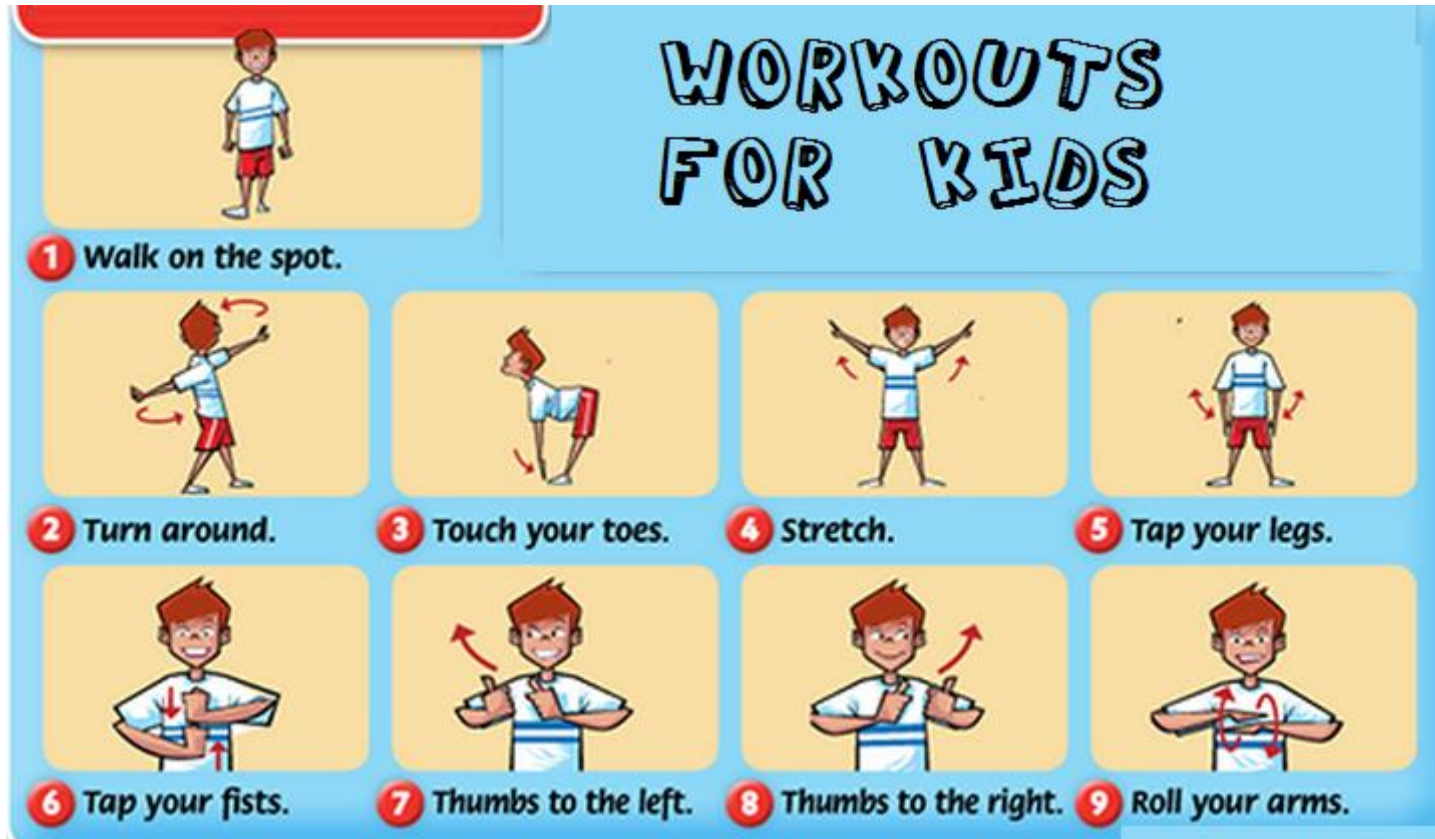 WORKOUTS
FOR KIDS
1 Walk on the spot.
2 Turn around.
3 Touch your toes.
4 Stretch.
5 Tap your legs.
6 Tap your fists.
7 Thumbs to the left.
8 Thumbs to the right.
9 Roll your arms.